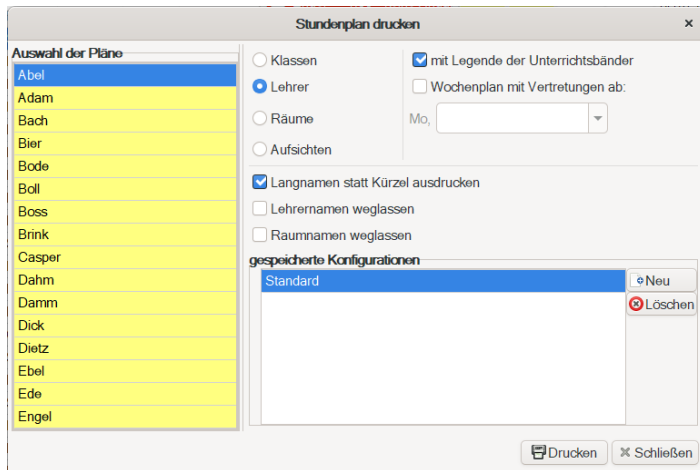 Stundenplan drucken
Auswahl der Pläne
Abel
Adam
Bach
Bier
Bode
Boll
Boss
Brink
Casper
Dahm
Damm
Dick
Dietz
Ebel
Ede
Engel
Klassen
Lehrer
Räume
Aufsichten
mit Legende der Unterrichtsbänder
Wochenplan mit Vertretungen ab:
Mo,
Langnamen statt Kürzel ausdrucken
Lehrernamen weglassen
Raumnamen weglassen
gespeicherte Konfigurationen
Standard
Neu
Löschen
Drucken
Schließen